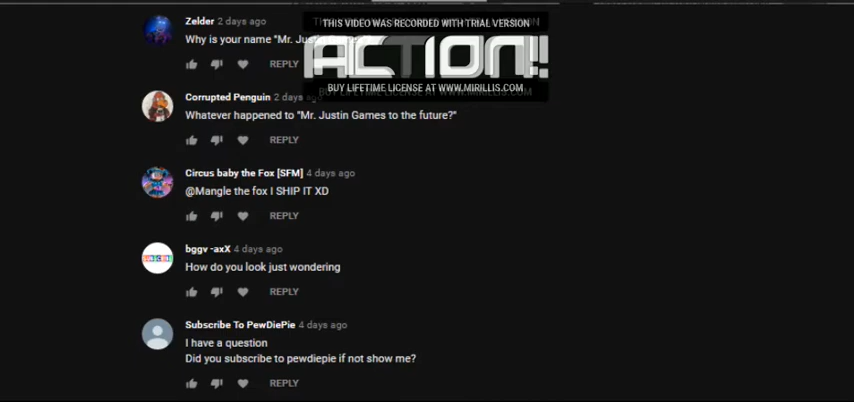 Zelder 2 days ago
THIS VIDEO WAS RECORDED WITH TRIAL VERSION
Why is your name "Mr. Justin
ACTION!!
REPLY
BUY LIFETIME LICENSE AT WWW.MIRILLIS.COM
Corrupted Penguin 2 days
Whatever happened to "Mr. Justin Games to the future?"
REPLY
Circus baby the Fox [SFM] 4 days ago
@Mangle the fox I SHIP IT XD
REPLY
bggv -axX 4 days ago
How do you look just wondering
REPLY
Subscribe To PewDiePie 4 days ago
I have a question
Did you subscribe to pewdiepie if not show me?
REPLY